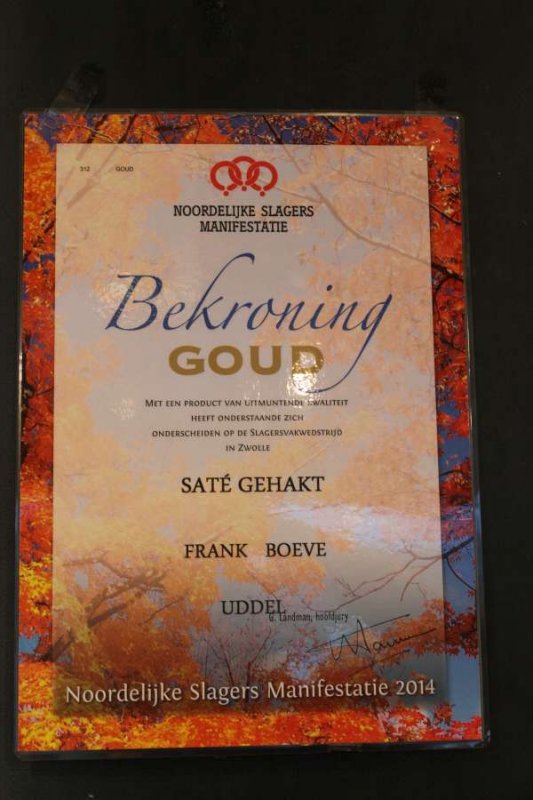 312 GOUD
NOORDELIJKE SLAGERS
MANIFESTATIE
Bekroning
GOUD
MET EEN PRODUCT VAN UITMUNTENDE KWALITEIT
HEEFT ONDERSTAANDE ZICH
ONDERSCHEIDEN OP DE SLAGERSVAKWEDSTRIJD
IN ZWOLLE
SATÉ GEHAKT
FRANK BOEVE
UDDEL
G. Landman, hoofdjury
Noordelijke Slagers Manifestatie 2014